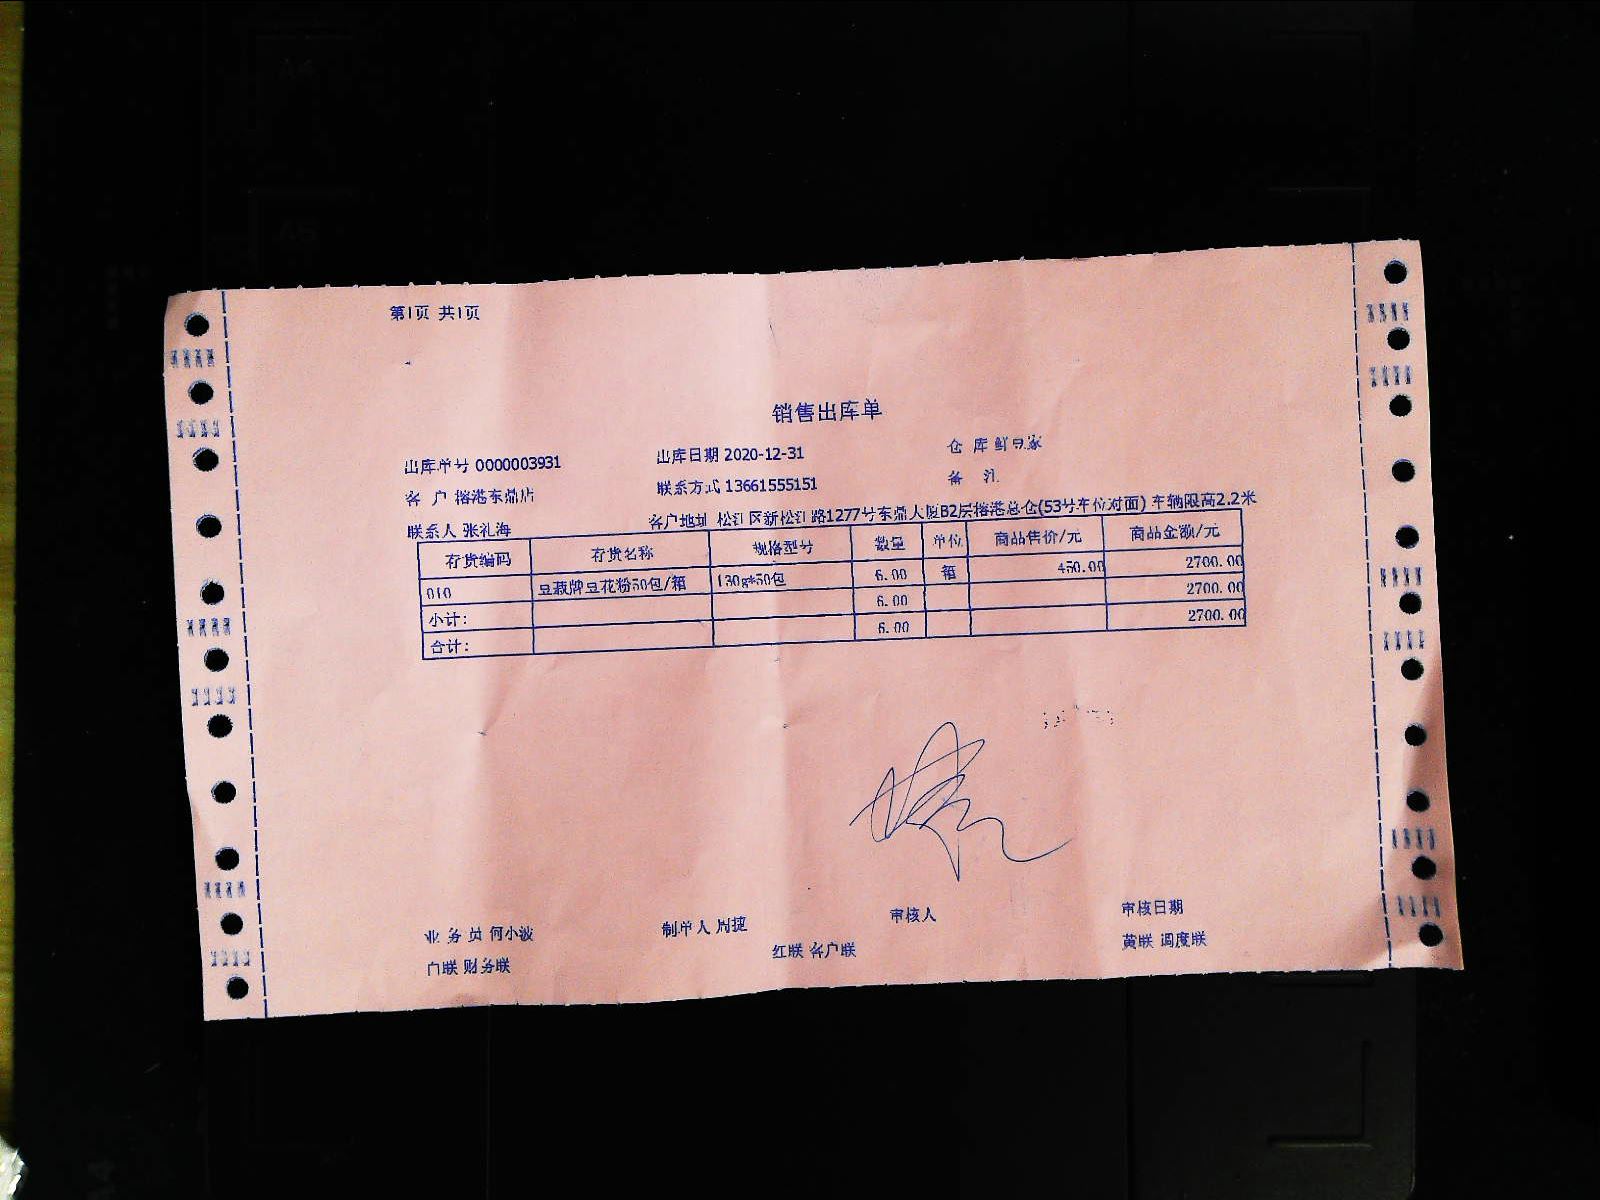 第1页 共1页
销售出库单
出库单号 0000003931 出库日期 2020-12-31 仓 库 鲜豆家
客 户 榕港东鼎店 联系方式 13661555151 备 注
联系人 张礼海 客户地址 松江区新松江路1277号东鼎大厦B2层榕港总仓(53号车位对面) 车辆限高2.2米
存货编码 存货名称 规格型号 数量 单位 商品售价/元 商品金额/元
010 豆蔻牌豆花粉50包/箱 130g*50包 6.00 箱 450.00 2700.00
小计: 6.00 2700.00
合计: 6.00 2700.00
业 务 员 何小波 制单人 周捷 审核人 审核日期
白联 财务联 红联 客户联 黄联 调度联